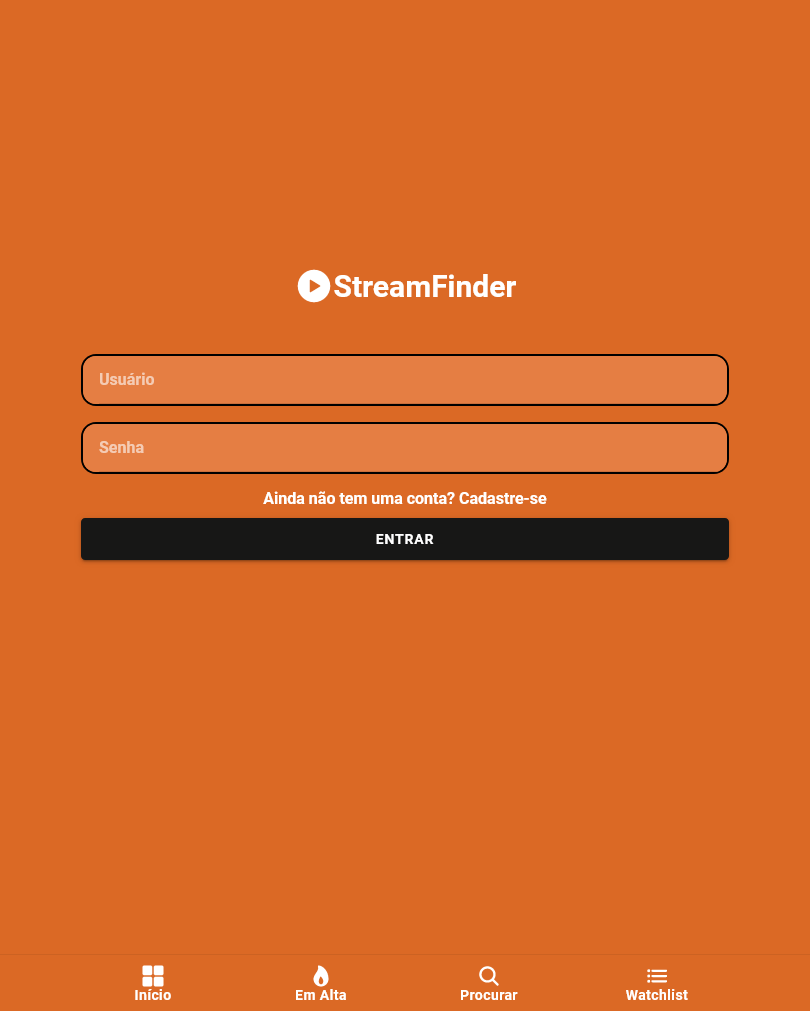 StreamFinder
Usuário
Senha
Ainda não tem uma conta? Cadastre-se
ENTRAR
Início
Em Alta
Procurar
Watchlist